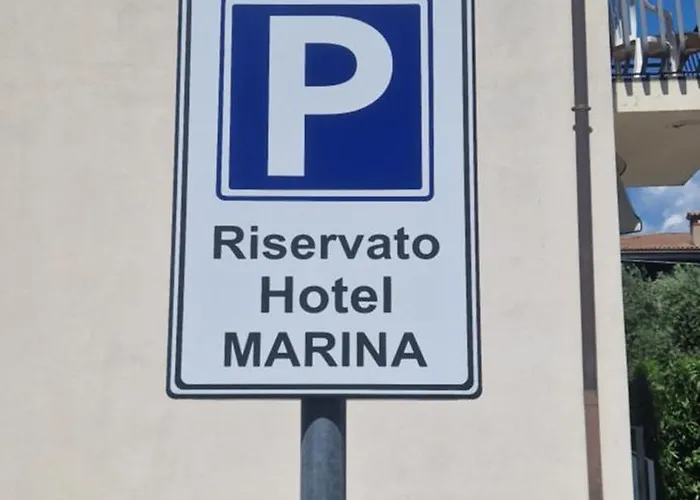 P
Riservato
Hotel
MARINA